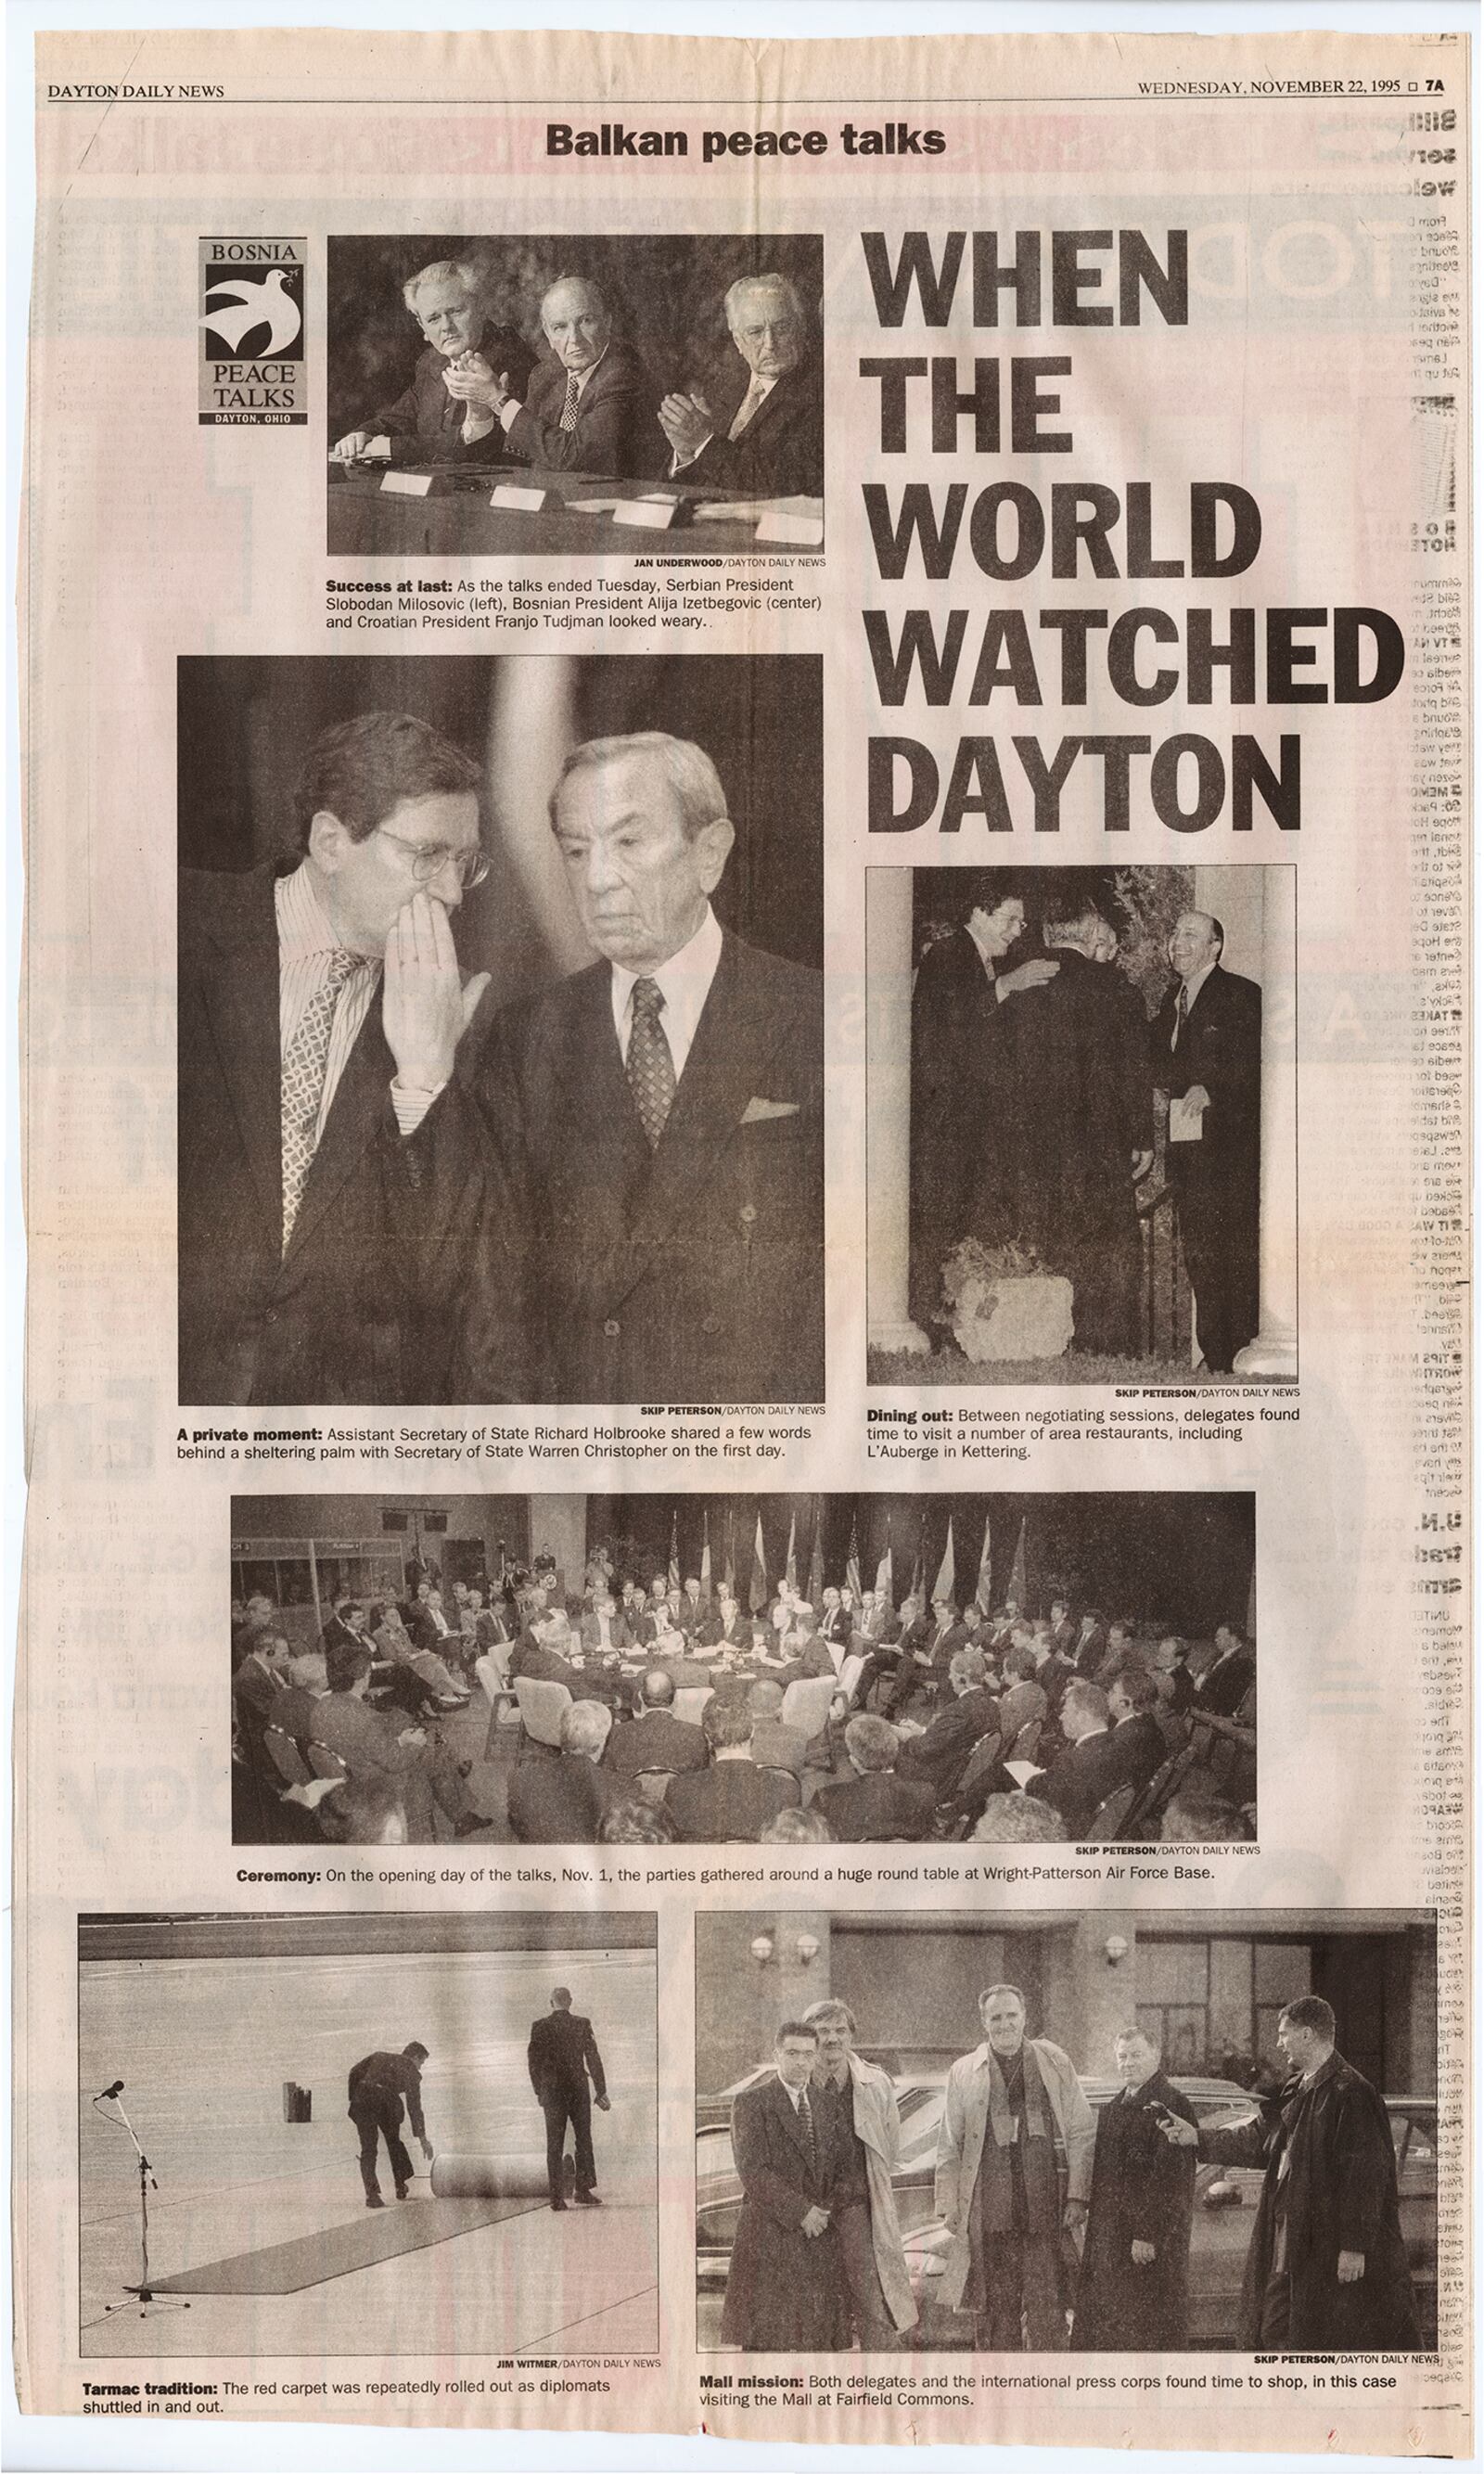 DAYTON DAILY NEWS
WEDNESDAY, NOVEMBER 22, 1995 □ 7A
Balkan peace talks
BOSNIA
PEACE
TALKS
DAYTON, OHIO
WHEN
THE
WORLD
WATCHED
DAYTON
JAN UNDERWOOD/DAYTON DAILY NEWS
Success at last: As the talks ended Tuesday, Serbian President
Slobodan Milosovic (left), Bosnian President Alija Izetbegovic (center)
and Croatian President Franjo Tudjman looked weary.
SKIP PETERSON/DAYTON DAILY NEWS
A private moment: Assistant Secretary of State Richard Holbrooke shared a few words
behind a sheltering palm with Secretary of State Warren Christopher on the first day.
SKIP PETERSON/DAYTON DAILY NEWS
Dining out: Between negotiating sessions, delegates found
time to visit a number of area restaurants, including
L'Auberge in Kettering.
SKIP PETERSON/DAYTON DAILY NEWS
Ceremony: On the opening day of the talks, Nov. 1, the parties gathered around a huge round table at Wright-Patterson Air Force Base.
JIM WITMER/DAYTON DAILY NEWS
Tarmac tradition: The red carpet was repeatedly rolled out as diplomats
shuttled in and out.
SKIP PETERSON/DAYTON DAILY NEWS
Mall mission: Both delegates and the international press corps found time to shop, in this case
visiting the Mall at Fairfield Commons.